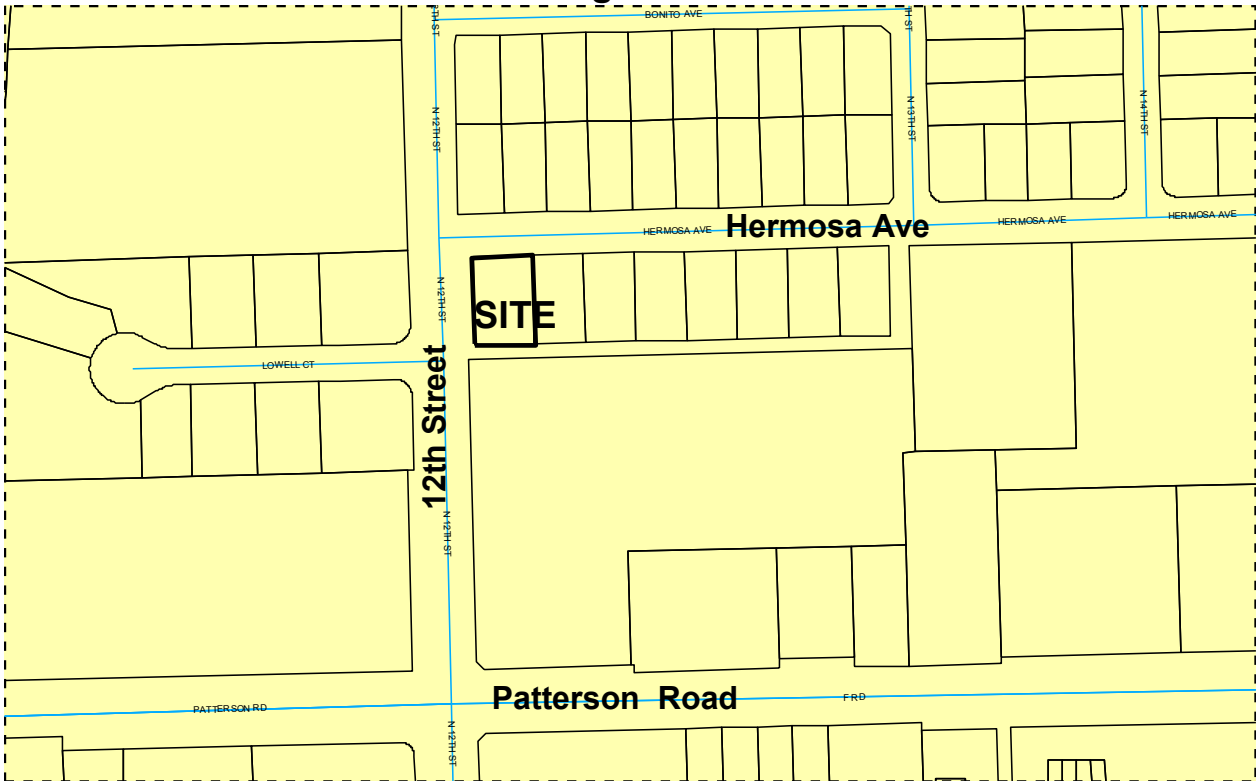 BONITO AVE
N 12TH ST
N 13TH ST
N 14TH ST
HERMOSA AVE
Hermosa Ave
HERMOSA AVE
HERMOSA AVE
N 12TH ST
SITE
LOWELL CT
12th Street
N 12TH ST
Patterson Road
F RD
PATTERSON RD
N 12TH ST